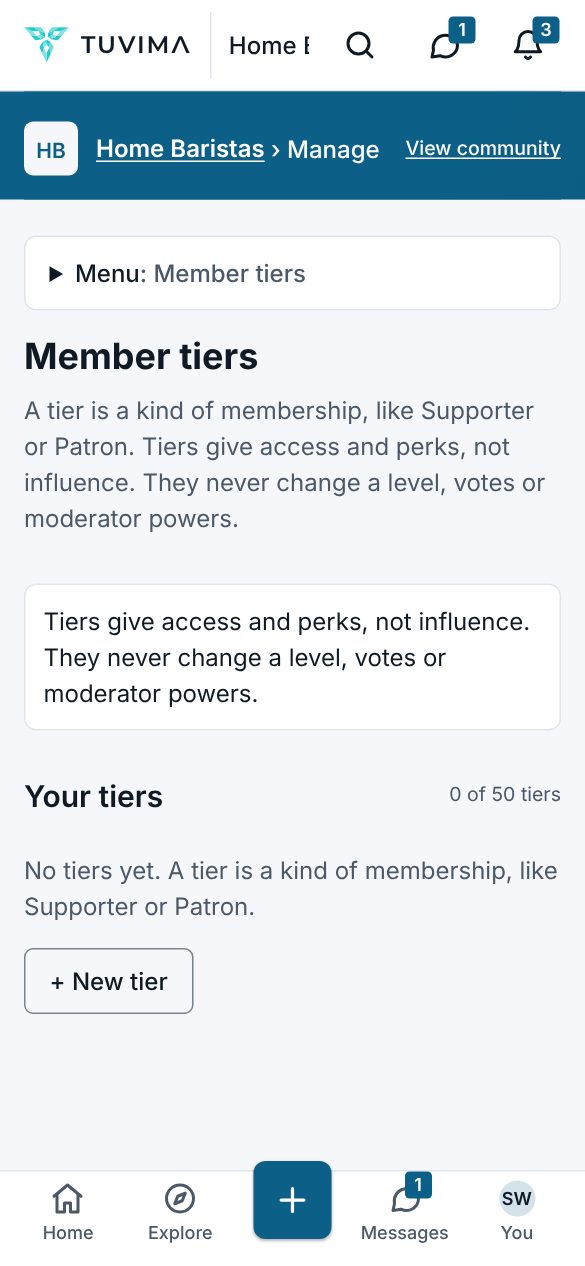 TUVIMA
Home
1
3
HB
Home Baristas › Manage
View community
▶ Menu: Member tiers
Member tiers
A tier is a kind of membership, like Supporter
or Patron. Tiers give access and perks, not
influence. They never change a level, votes or
moderator powers.
Tiers give access and perks, not influence.
They never change a level, votes or
moderator powers.
Your tiers
0 of 50 tiers
No tiers yet. A tier is a kind of membership, like
Supporter or Patron.
+ New tier
Home
Explore
+
1
Messages
SW
You